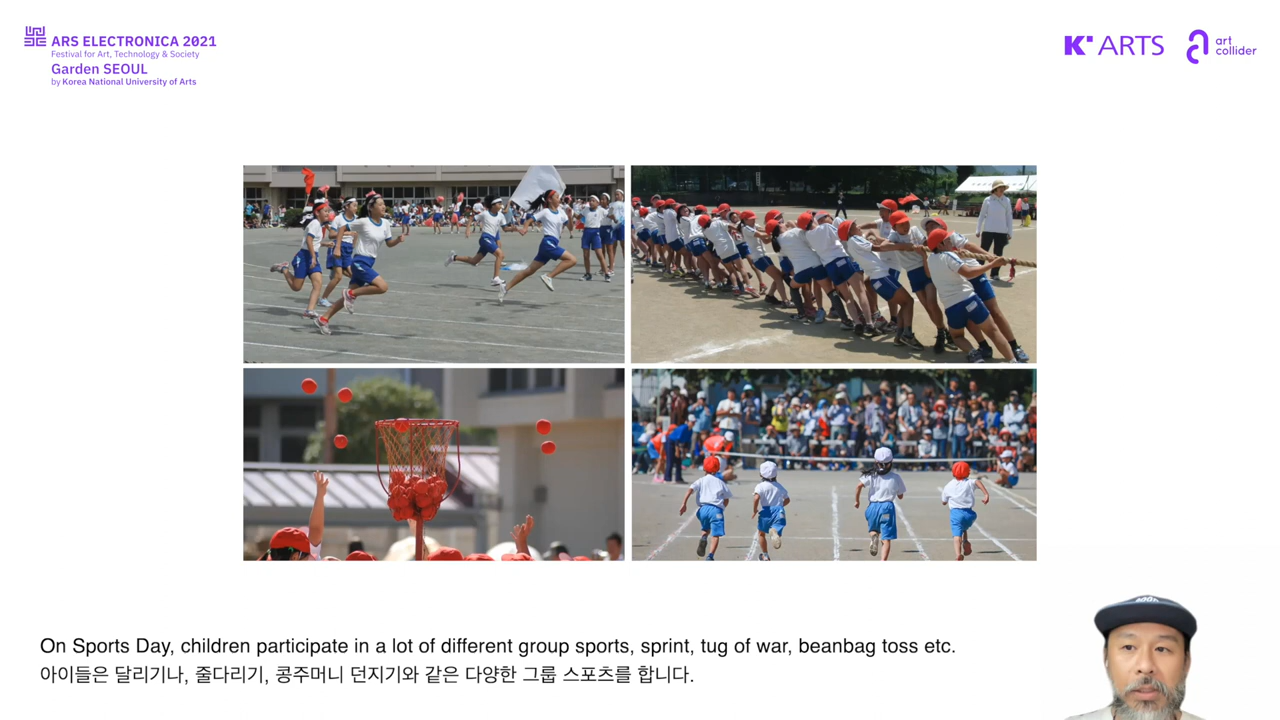 ARS ELECTRONICA 2021
Festival for Art, Technology & Society
Garden SEOUL
by Korea National University of Arts
K' ARTS
art
collider
On Sports Day, children participate in a lot of different group sports, sprint, tug of war, beanbag toss etc.
아이들은 달리기나, 줄다리기, 콩주머니 던지기와 같은 다양한 그룹 스포츠를 합니다.